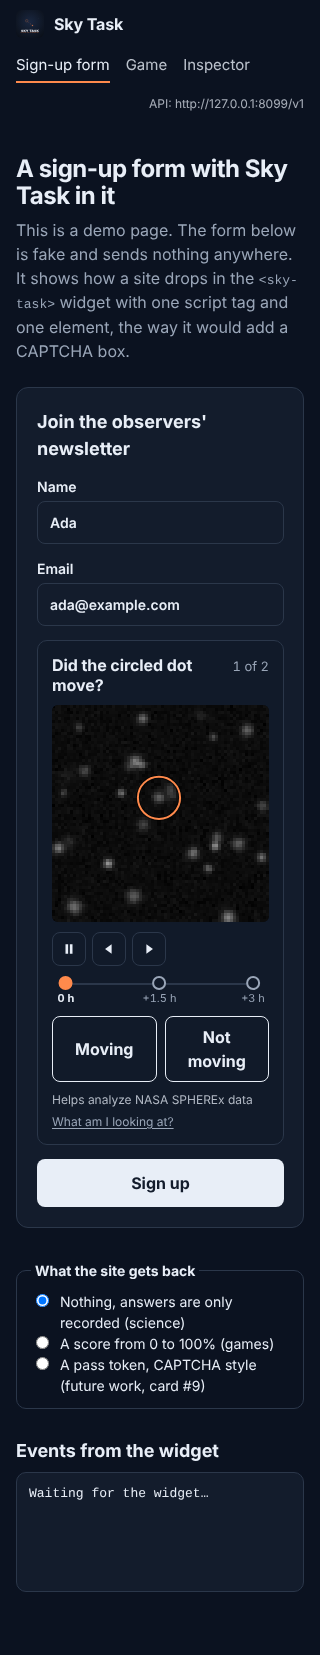 SKY TASK
Sky Task
Sign-up form Game Inspector
API: http://127.0.0.1:8099/v1
A sign-up form with Sky
Task in it
This is a demo page. The form below
is fake and sends nothing anywhere.
It shows how a site drops in the <sky-
task> widget with one script tag and
one element, the way it would add a
CAPTCHA box.
Join the observers'
newsletter
Name
Ada
Email
ada@example.com
Did the circled dot
move?
1 of 2
0 h +1.5 h +3 h
Moving
Not
moving
Helps analyze NASA SPHEREx data
What am I looking at?
Sign up
What the site gets back
Nothing, answers are only
recorded (science)
A score from 0 to 100% (games)
A pass token, CAPTCHA style
(future work, card #9)
Events from the widget
Waiting for the widget…